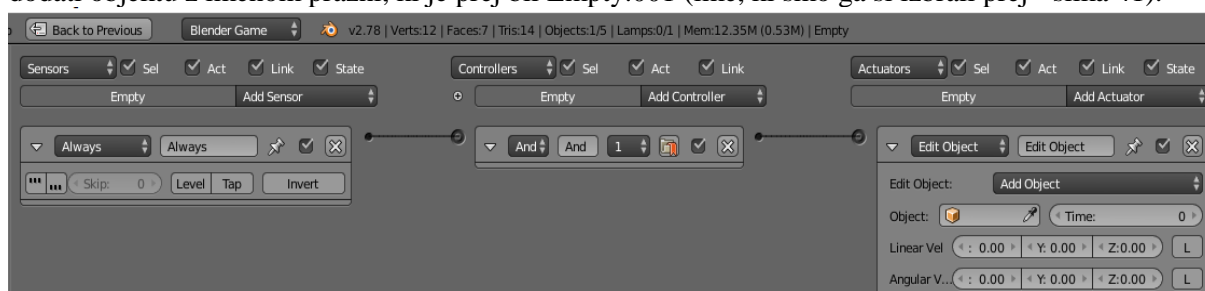 dodaj objektu z imenom prazni, ki je prej bil Empty.001 (ime, ki smo ga si izbrali prej - slika 41).
Back to Previous Blender Game v2.78 | Verts:12 | Faces:7 | Tris:14 | Objects:1/5 | Lamps:0/1 | Mem:12.35M (0.53M) | Empty
Sensors Sel Act Link State Controllers Sel Act Link Actuators Sel Act Link State
Empty Add Sensor Empty Add Controller Empty Add Actuator
Always Always And And 1 Edit Object Edit Object
Skip: 0 Level Tap Invert Edit Object: Add Object
Object: Time: 0
Linear Vel : 0.00 Y: 0.00 Z:0.00 L
Angular V... : 0.00 Y: 0.00 Z:0.00 L